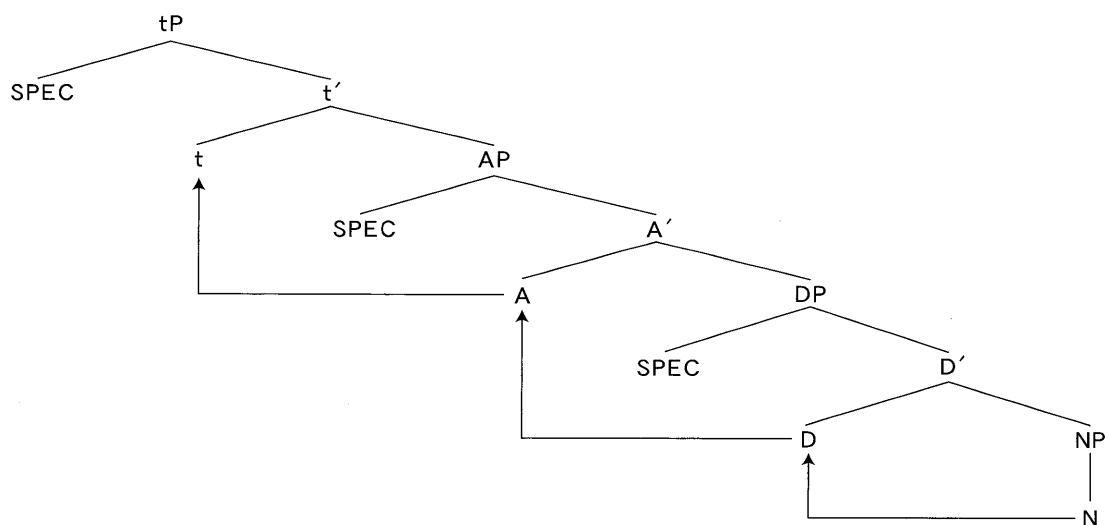 tP
SPEC t′
t AP
SPEC A′
A DP
SPEC D′
D NP
N